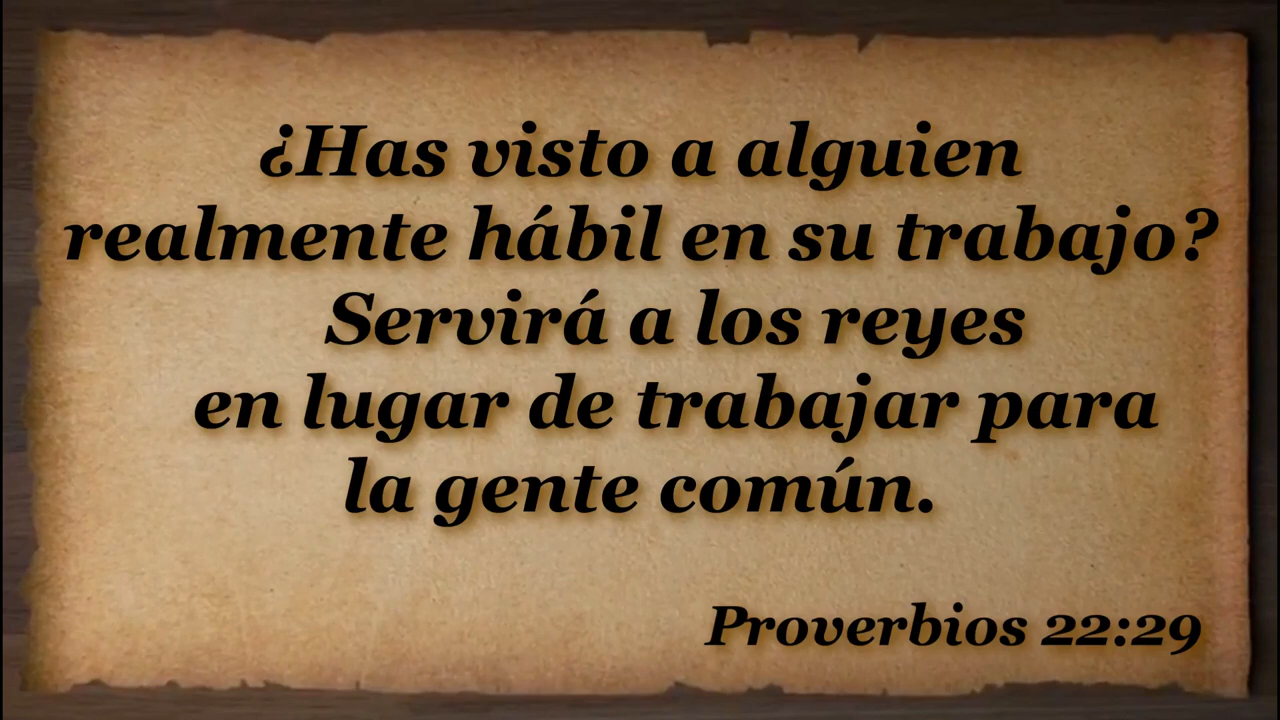 ¿Has visto a alguien
realmente hábil en su trabajo?
Servirá a los reyes
en lugar de trabajar para
la gente común.
Proverbios 22:29